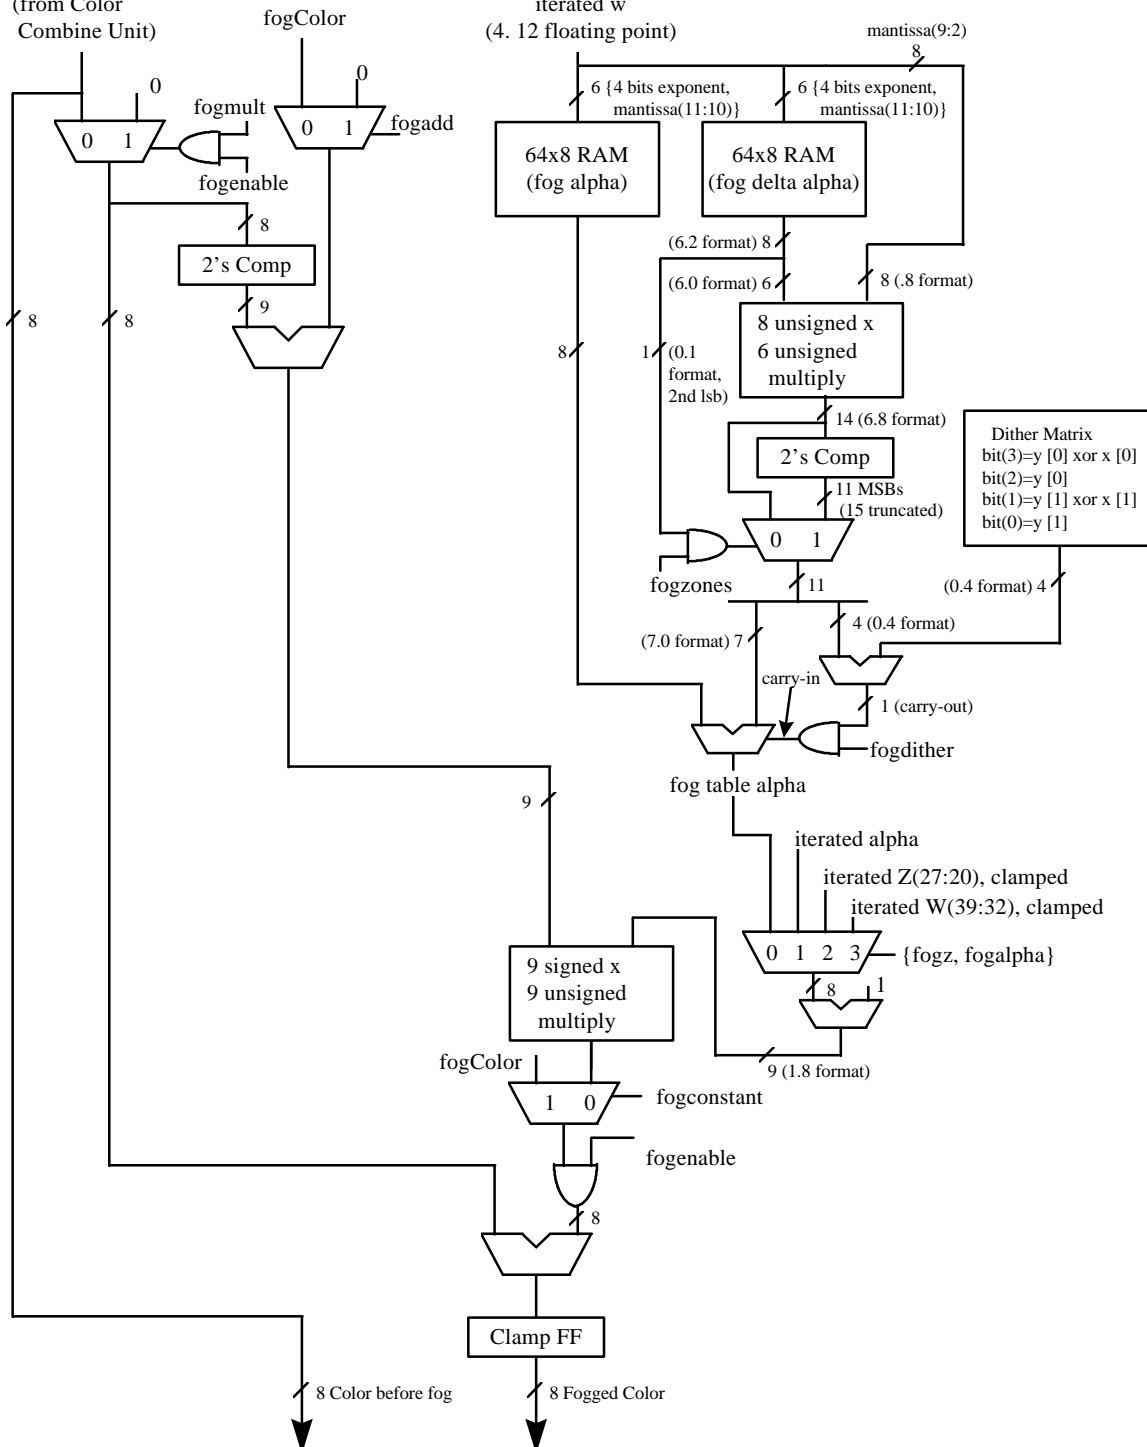 (from Color
Combine Unit)
fogColor
iterated w
(4. 12 floating point)
mantissa(9:2)
8
0
0
6 {4 bits exponent,
mantissa(11:10)}
6 {4 bits exponent,
mantissa(11:10)}
fogmult
0 1
0 1
fogadd
64x8 RAM
(fog alpha)
64x8 RAM
(fog delta alpha)
fogenable
8
(6.2 format) 8
2's Comp
(6.0 format) 6
8 (.8 format)
9
8
8
8 unsigned x
6 unsigned
multiply
8
1
(0.1
format,
2nd lsb)
14 (6.8 format)
2's Comp
Dither Matrix
bit(3)=y [0] xor x [0]
bit(2)=y [0]
bit(1)=y [1] xor x [1]
bit(0)=y [1]
11 MSBs
(15 truncated)
0 1
fogzones
11
(0.4 format) 4
(7.0 format) 7
4 (0.4 format)
carry-in
1 (carry-out)
fogdither
fog table alpha
9
iterated alpha
iterated Z(27:20), clamped
iterated W(39:32), clamped
0 1 2 3
{fogz, fogalpha}
8
1
9 signed x
9 unsigned
multiply
9 (1.8 format)
fogColor
1 0
fogconstant
fogenable
8
Clamp FF
8 Color before fog
8 Fogged Color